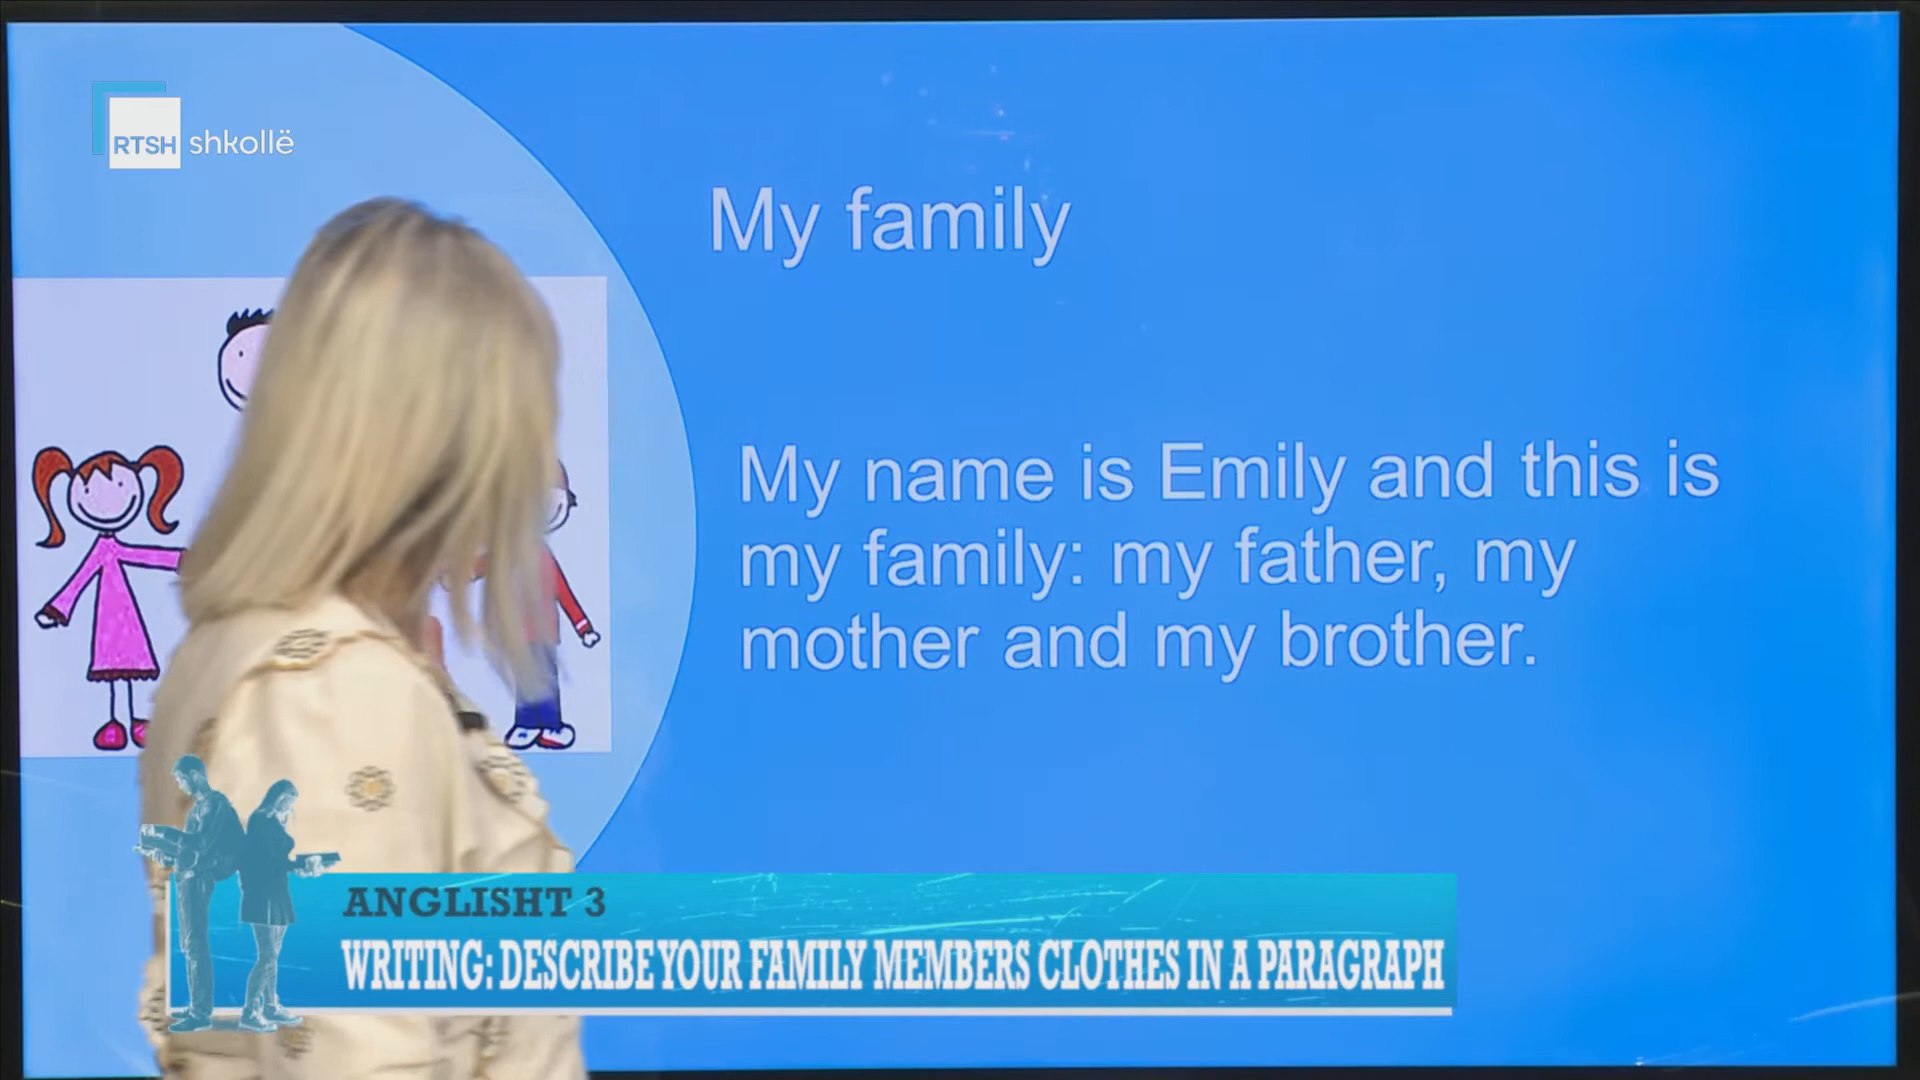 RTSH shkollë
My family
My name is Emily and this is
my family: my father, my
mother and my brother.
ANGLISHT 3
WRITING: DESCRIBE YOUR FAMILY MEMBERS CLOTHES IN A PARAGRAPH